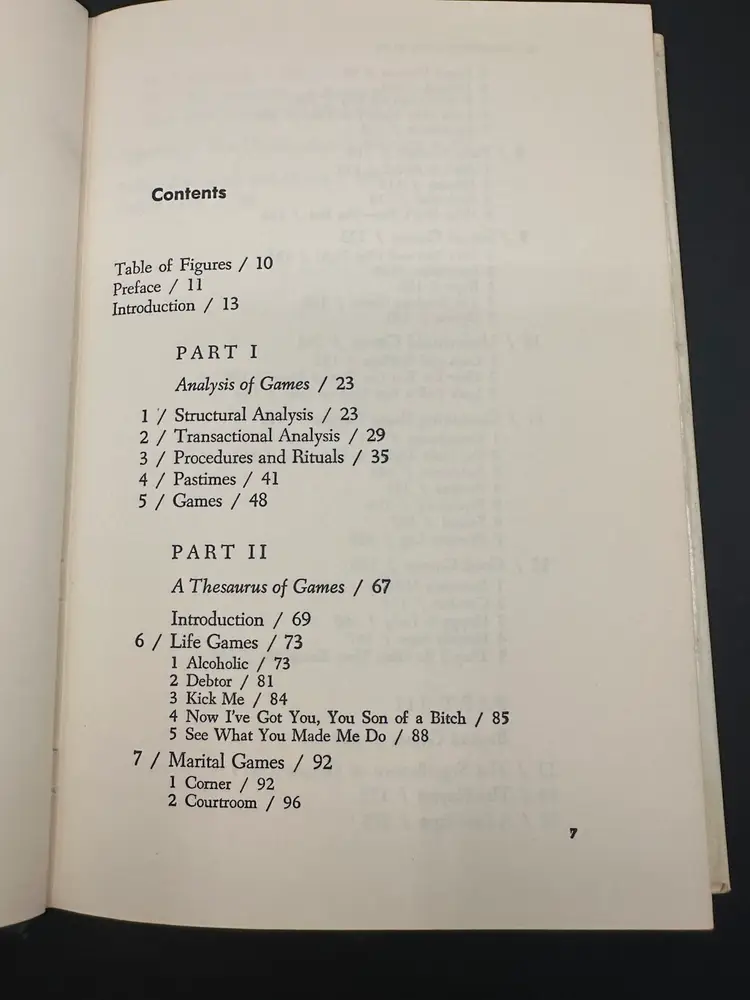 Contents
Table of Figures / 10
Preface / 11
Introduction / 13
PART I
Analysis of Games / 23
1 / Structural Analysis / 23
2 / Transactional Analysis / 29
3 / Procedures and Rituals / 35
4 / Pastimes / 41
5 / Games / 48
PART II
A Thesaurus of Games / 67
Introduction / 69
6 / Life Games / 73
1 Alcoholic / 73
2 Debtor / 81
3 Kick Me / 84
4 Now I've Got You, You Son of a Bitch / 85
5 See What You Made Me Do / 88
7 / Marital Games / 92
1 Corner / 92
2 Courtroom / 96
7